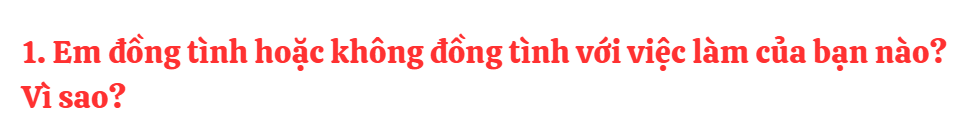 1. Em đồng tình hoặc không đồng tình với việc làm của bạn nào?
Vì sao?